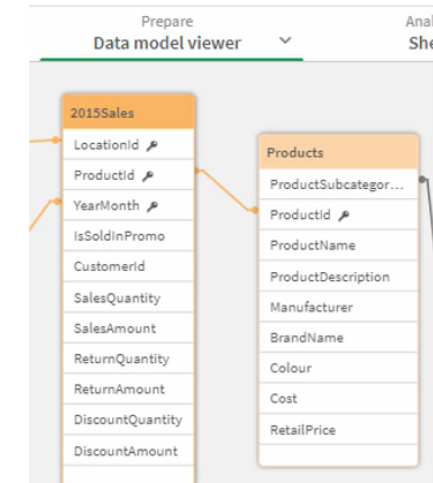 Prepare
Data model viewer
Anal
She
2015Sales
LocationId
ProductId
YearMonth
IsSoldInPromo
CustomerId
SalesQuantity
SalesAmount
ReturnQuantity
ReturnAmount
DiscountQuantity
DiscountAmount
Products
ProductSubcategor...
ProductId
ProductName
ProductDescription
Manufacturer
BrandName
Colour
Cost
RetailPrice